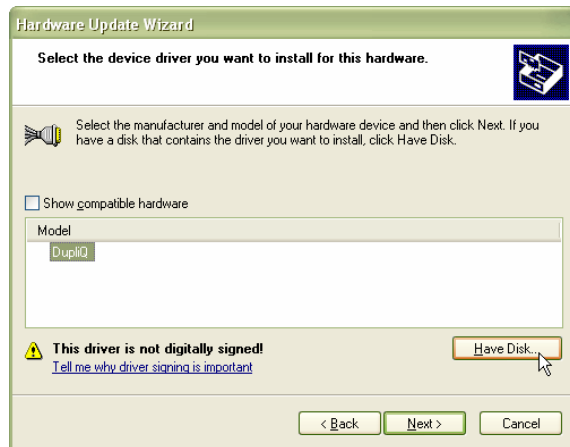 Hardware Update Wizard
Select the device driver you want to install for this hardware.
Select the manufacturer and model of your hardware device and then click Next. If you
have a disk that contains the driver you want to install, click Have Disk.
Show compatible hardware
Model
DupliQ
This driver is not digitally signed!
Have Disk...
Tell me why driver signing is important
< Back
Next >
Cancel